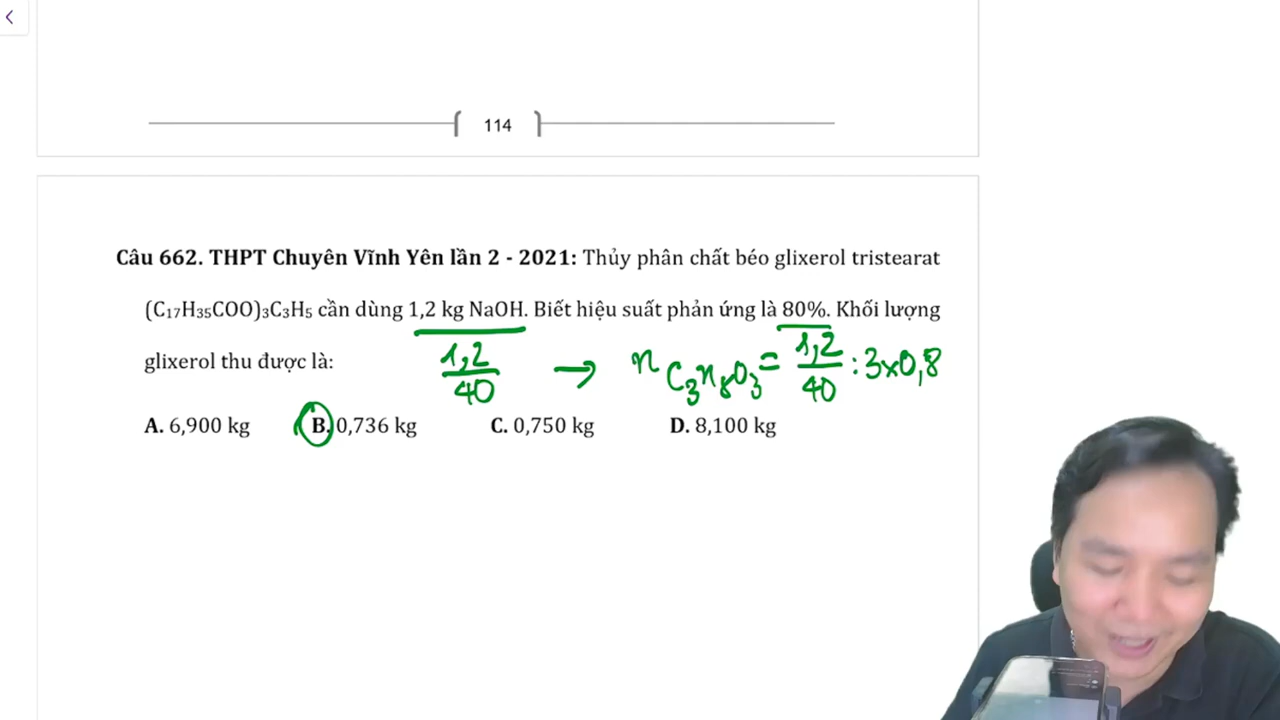 114
Câu 662. THPT Chuyên Vĩnh Yên lần 2 - 2021: Thủy phân chất béo glixerol tristearat
(C₁₇H₃₅COO)₃C₃H₅ cần dùng 1,2 kg NaOH. Biết hiệu suất phản ứng là 80%. Khối lượng
glixerol thu được là:
1,2/40 → n C₃H₈O₃ = 1,2/40 : 3x0,8
A. 6,900 kg B. 0,736 kg C. 0,750 kg D. 8,100 kg